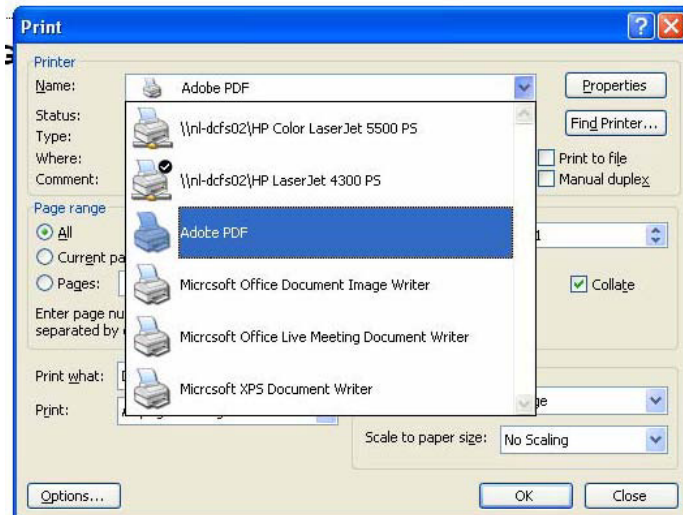 Print
Printer
Name: Adobe PDF Properties
Status: \\nl-dcfs02\HP Color LaserJet 5500 PS Find Printer...
Type:
Where: \\nl-dcfs02\HP LaserJet 4300 PS Print to file
Comment: Manual duplex
Page range
All Adobe PDF 1
Current pa
Pages: Micrcsoft Office Document Image Writer Collate
Enter page nu
separated by Micrcsoft Office Live Meeting Document Writer
Print what: Micrcsoft XPS Document Writer
Print: ge
Scale to paper size: No Scaling
Options... OK Close